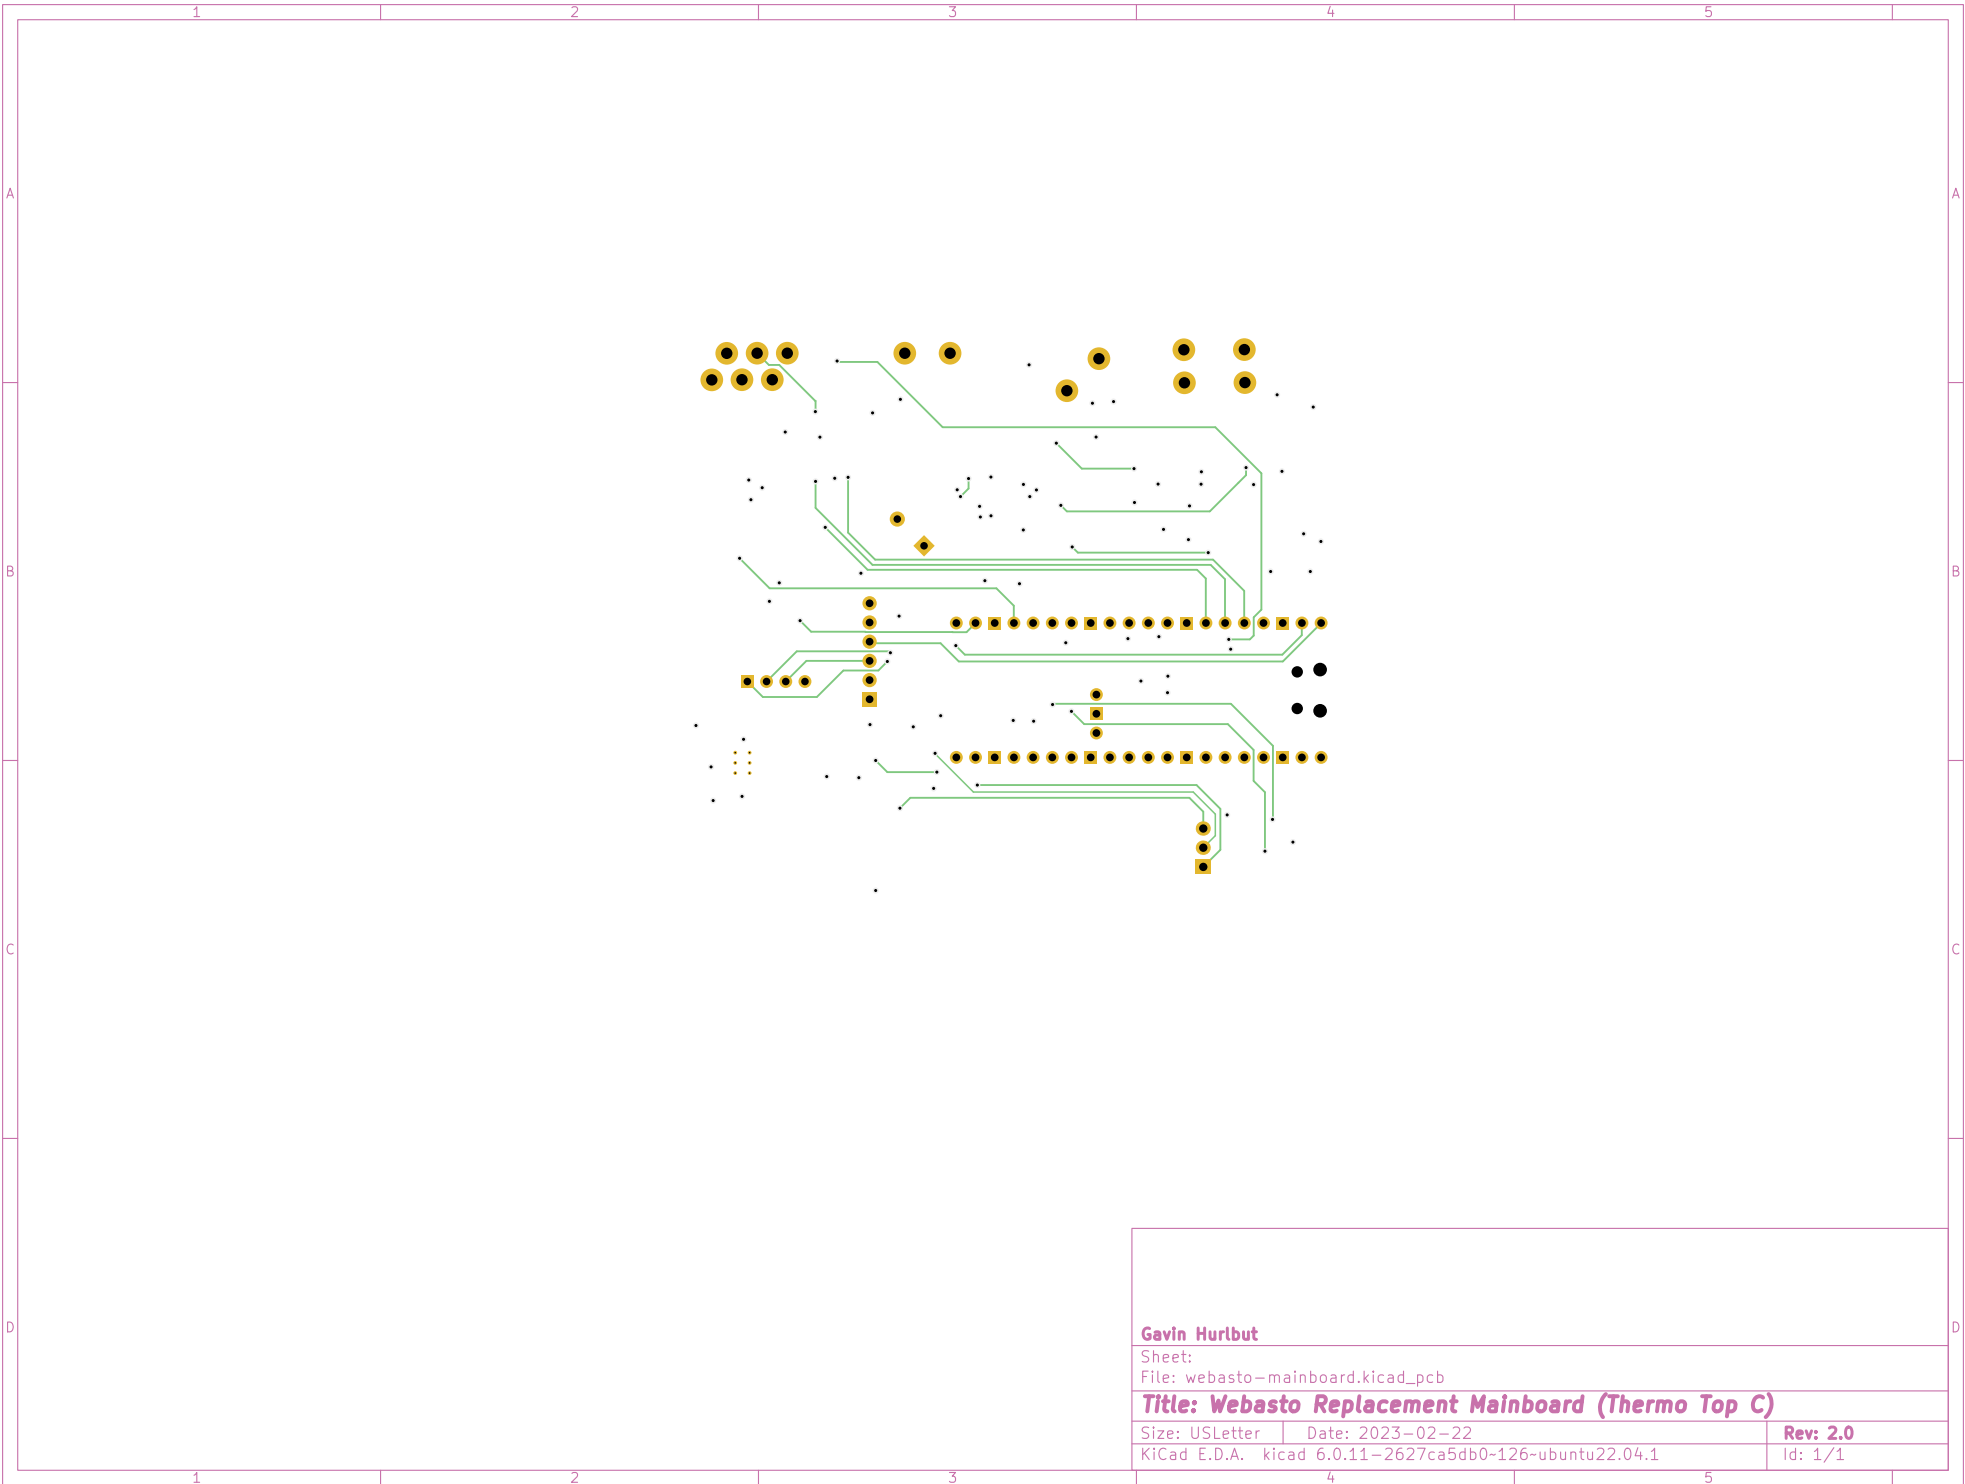 1 2 3 4 5
A A
B B
C C
D D
Gavin Hurlbut
Sheet:
File: webasto-mainboard.kicad_pcb
Title: Webasto Replacement Mainboard (Thermo Top C)
Size: USLetter Date: 2023-02-22 Rev: 2.0
KiCad E.D.A. kicad 6.0.11-2627ca5db0~126~ubuntu22.04.1 Id: 1/1
1 2 3 4 5